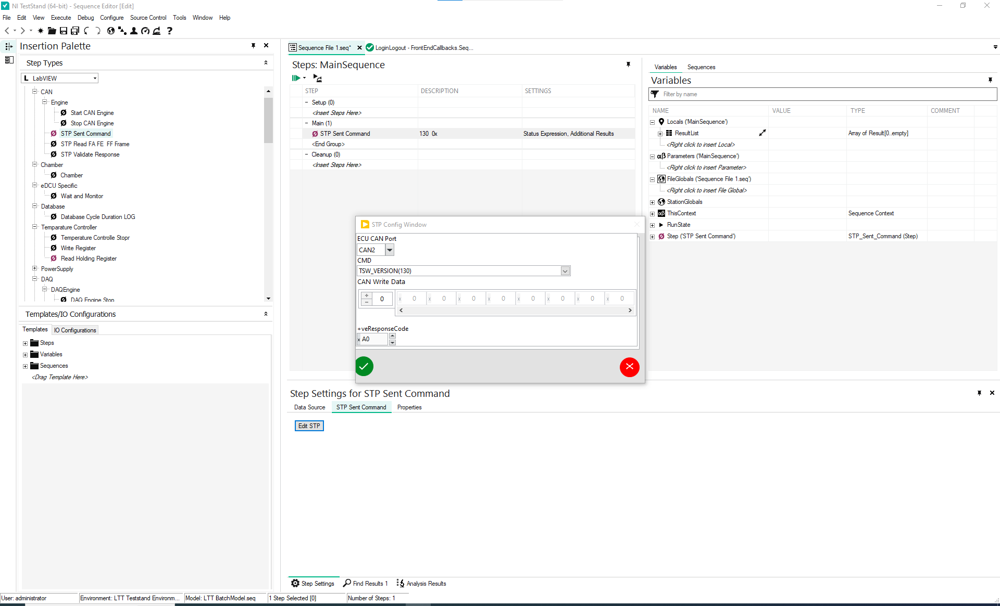 NI TestStand (64-bit) - Sequence Editor [Edit]
File Edit View Execute Debug Configure Source Control Tools Window Help
Insertion Palette
Step Types
L LabVIEW
CAN
Engine
Start CAN Engine
Stop CAN Engine
STP Sent Command
STP Read FA FE FF Frame
STP Validate Response
Chamber
Chamber
eDCU Specific
Wait and Monitor
Database
Database Cycle Duration LOG
Temparature Controller
Temperature Controlle Stopr
Write Register
Read Holding Register
PowerSupply
DAQ
DAQEngine
DAQ Engine Stop
Templates/IO Configurations
Templates IO Configurations
Steps
Variables
Sequences
<Drag Template Here>
Sequence File 1.seq* LoginLogout - FrontEndCallbacks.Seq...
Steps: MainSequence
STEP DESCRIPTION SETTINGS
Setup (0)
<Insert Steps Here>
Main (1)
STP Sent Command 130 0x Status Expression, Additional Results
<End Group>
Cleanup (0)
<Insert Steps Here>
STP Config Window
ECU CAN Port
CAN2
CMD
TSW_VERSION(130)
CAN Write Data
0 x 0 x 0 x 0 x 0 x 0 x 0 x 0 x 0
+veResponseCode
x A0
Variables Sequences
Variables
Filter by name
NAME VALUE TYPE COMMENT
Locals ('MainSequence')
ResultList Array of Result[0..empty]
<Right click to insert Local>
αβ Parameters ('MainSequence')
<Right click to insert Parameter>
FileGlobals ('Sequence File 1.seq')
<Right click to insert File Global>
StationGlobals
αβ ThisContext Sequence Context
RunState
Step ('STP Sent Command') STP_Sent_Command (Step)
Step Settings for STP Sent Command
Data Source STP Sent Command Properties
Edit STP
Step Settings Find Results 1 Analysis Results
User: administrator Environment: LTT Teststand Environm... Model: LTT BatchModel.seq 1 Step Selected [0] Number of Steps: 1